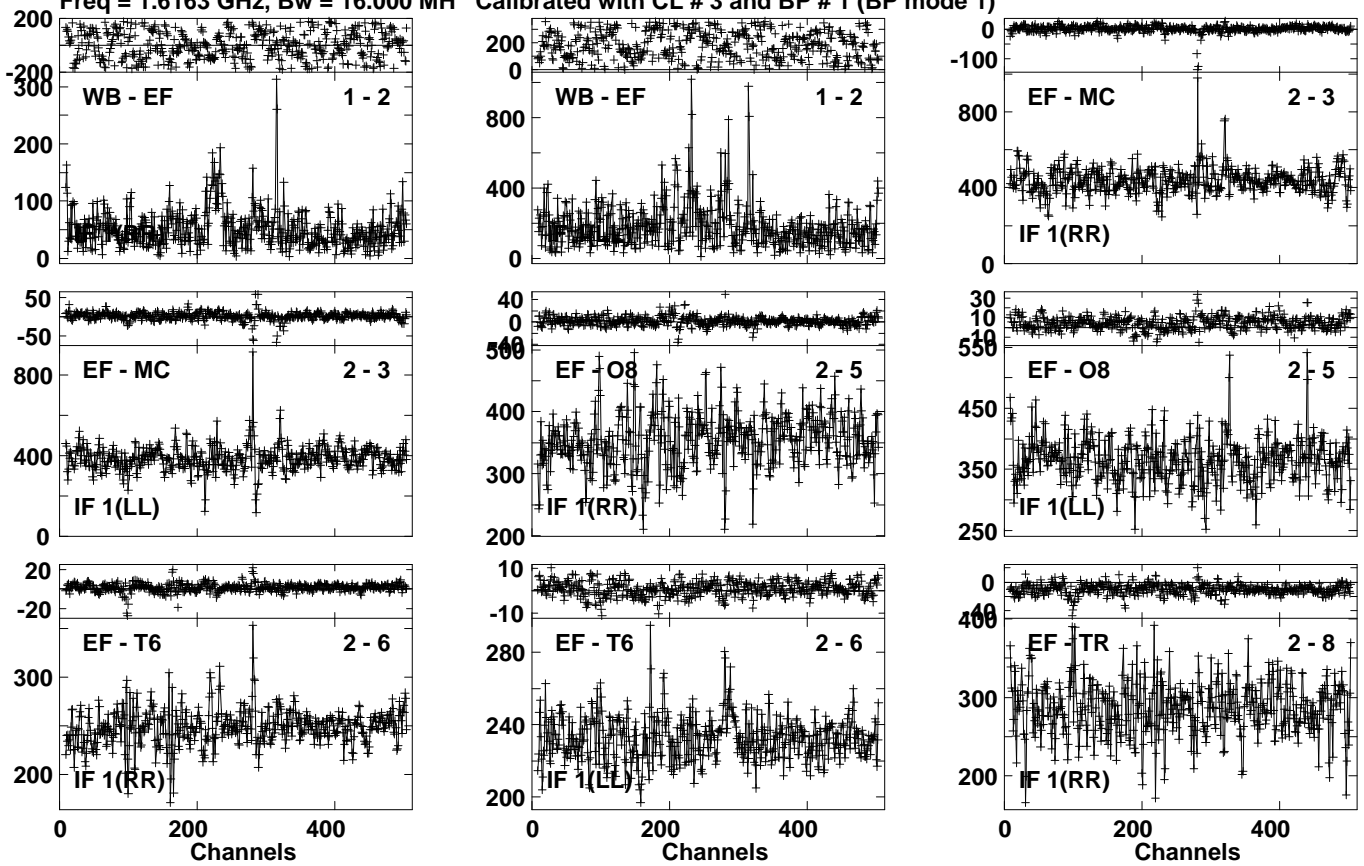 Freq = 1.6163 GHz, Bw = 16.000 MH Calibrated with CL # 3 and BP # 1 (BP mode 1)
200
-200
300
200
100
0
WB - EF 1 - 2
200
0
800
400
0
WB - EF 1 - 2
0
-100
800
400
0
EF - MC 2 - 3
IF 1(RR)
50
-50
800
400
0
EF - MC 2 - 3
IF 1(LL)
40
0
-40
500
400
300
200
EF - O8 2 - 5
IF 1(RR)
30
10
-10
550
450
350
250
EF - O8 2 - 5
IF 1(LL)
20
-20
300
200
EF - T6 2 - 6
IF 1(RR)
0 200 400
Channels
10
-10
280
240
200
EF - T6 2 - 6
IF 1(LL)
0 200 400
Channels
0
-40
400
300
200
EF - TR 2 - 8
IF 1(RR)
0 200 400
Channels